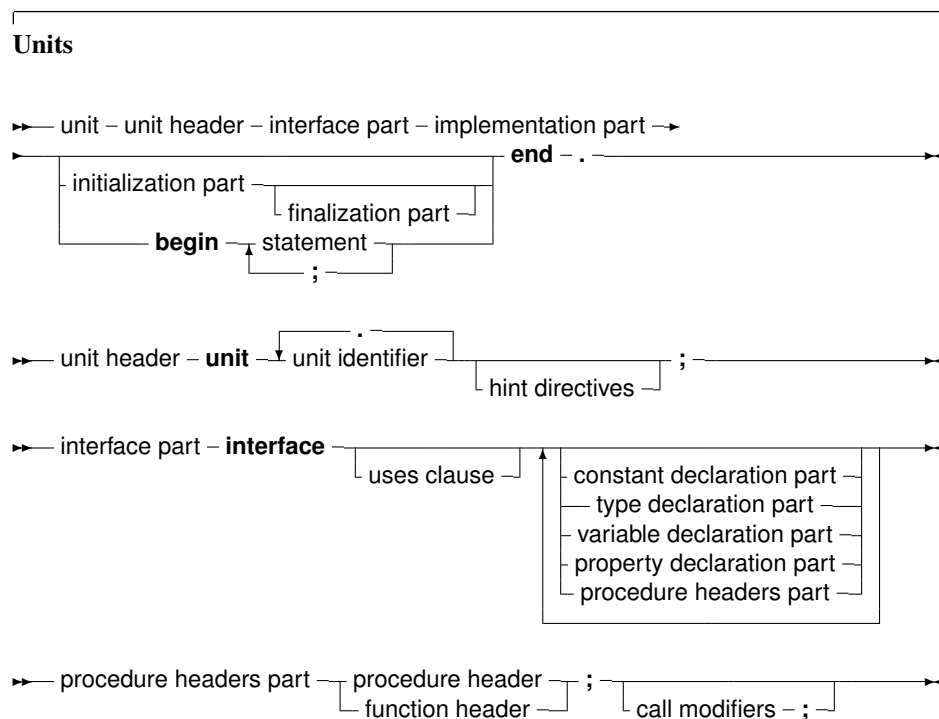 Units
unit unit header interface part implementation part
end .
initialization part
finalization part
begin statement
;
.
unit header unit unit identifier ;
hint directives
interface part interface
uses clause constant declaration part
type declaration part
variable declaration part
property declaration part
procedure headers part
procedure headers part procedure header ;
function header call modifiers ;